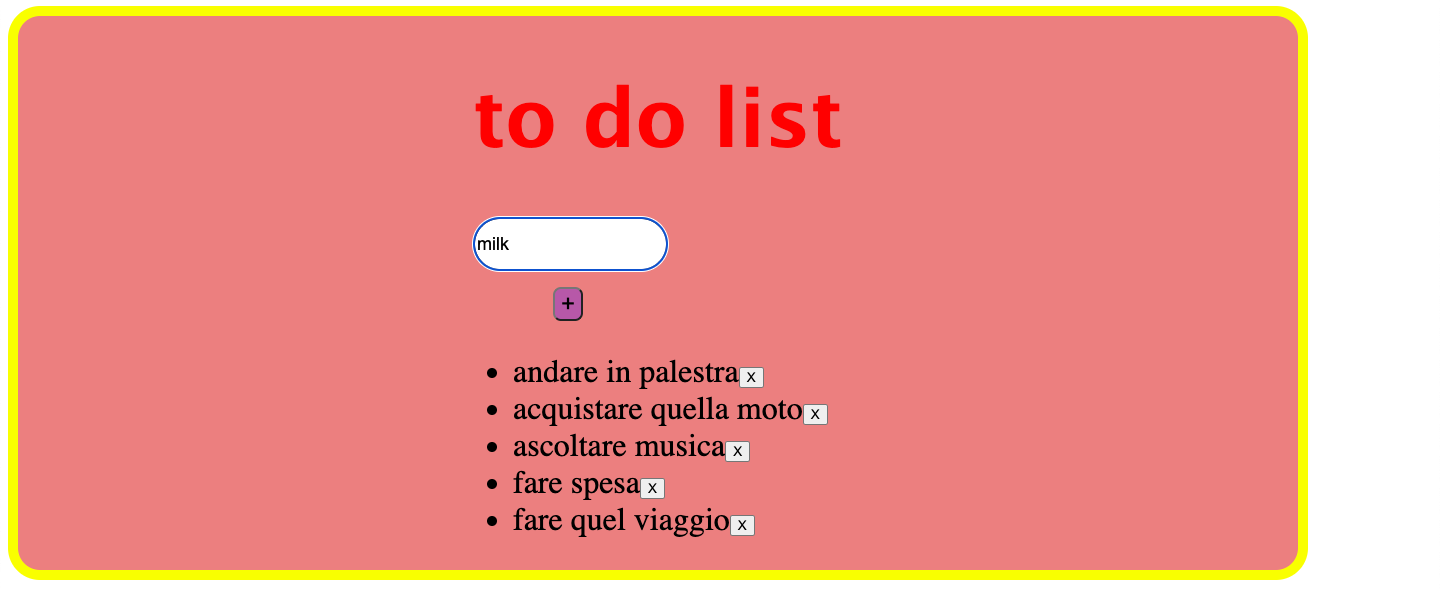 to do list
milk
+
andare in palestra x
acquistare quella moto x
ascoltare musica x
fare spesa x
fare quel viaggio x